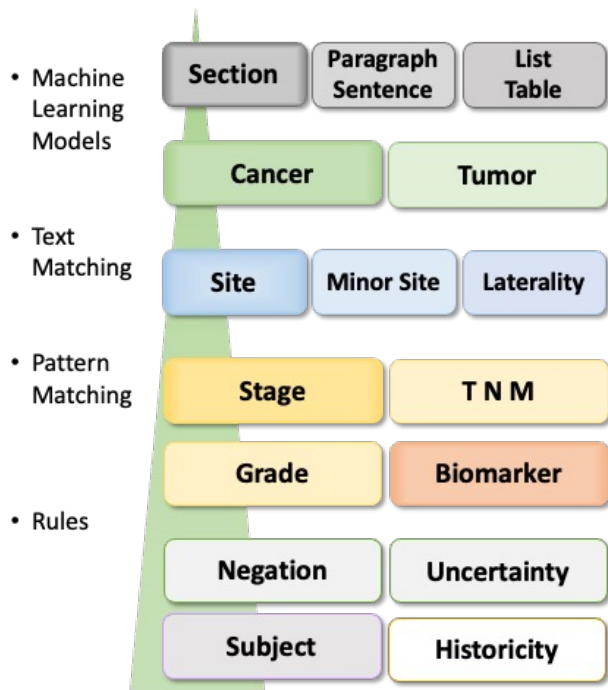 • Machine
Learning
Models
• Text
Matching
• Pattern
Matching
• Rules
Section
Paragraph
Sentence
List
Table
Cancer
Tumor
Site
Minor Site
Laterality
Stage
T N M
Grade
Biomarker
Negation
Uncertainty
Subject
Historicity